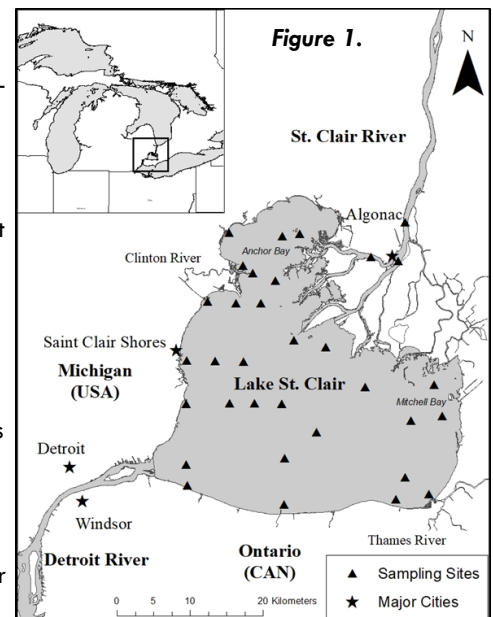 Figure 1.
N
St. Clair River
Algonac
Anchor Bay
Clinton River
Saint Clair Shores
Michigan
(USA)
Lake St. Clair
Mitchell Bay
Detroit
Windsor
Detroit River
Ontario
(CAN)
Thames River
Sampling Sites
Major Cities
0 5 10 20 Kilometers